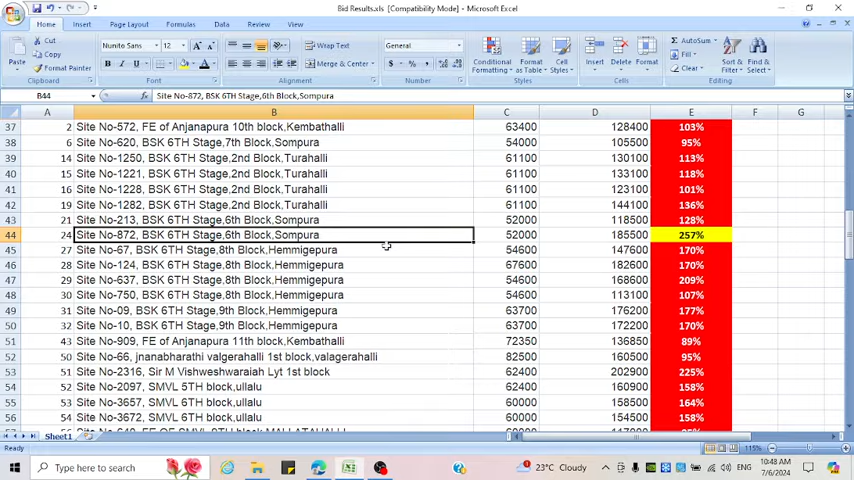 Bid Results.xls [Compatibility Mode] - Microsoft Excel
Home Insert Page Layout Formulas Data Review View
Cut
Copy
Format Painter
Paste
Clipboard
Nunito Sans 12
Font
Wrap Text
Merge & Center
Alignment
General
Number
Conditional Formatting
Format as Table
Cell Styles
Styles
Insert Delete Format
Cells
AutoSum
Fill
Clear
Sort & Filter
Find & Select
Editing
B44 Site No-872, BSK 6TH Stage,6th Block,Sompura
A B C D E F G
37 2 Site No-572, FE of Anjanapura 10th block,Kembathalli 63400 128400 103%
38 6 Site No-620, BSK 6TH Stage,7th Block,Sompura 54000 105500 95%
39 14 Site No-1250, BSK 6TH Stage,2nd Block,Turahalli 61100 130100 113%
40 15 Site No-1221, BSK 6TH Stage,2nd Block,Turahalli 61100 133100 118%
41 16 Site No-1228, BSK 6TH Stage,2nd Block,Turahalli 61100 123100 101%
42 19 Site No-1282, BSK 6TH Stage,2nd Block,Turahalli 61100 144100 136%
43 21 Site No-213, BSK 6TH Stage,6th Block,Sompura 52000 118500 128%
44 24 Site No-872, BSK 6TH Stage,6th Block,Sompura 52000 185500 257%
45 27 Site No-67, BSK 6TH Stage,8th Block,Hemmigepura 54600 147600 170%
46 28 Site No-124, BSK 6TH Stage,8th Block,Hemmigepura 67600 182600 170%
47 29 Site No-637, BSK 6TH Stage,8th Block,Hemmigepura 54600 168600 209%
48 30 Site No-750, BSK 6TH Stage,8th Block,Hemmigepura 54600 113100 107%
49 31 Site No-09, BSK 6TH Stage,9th Block,Hemmigepura 63700 176200 177%
50 32 Site No-10, BSK 6TH Stage,9th Block,Hemmigepura 63700 172200 170%
51 43 Site No-909, FE of Anjanapura 11th block,Kembathalli 72350 136850 89%
52 50 Site No-66, jnanabharathi valgerahalli 1st block,valagerahalli 82500 160500 95%
53 52 Site No-2316, Sir M Vishweshwaraiah Lyt 1st block 62400 202900 225%
54 53 Site No-2097, SMVL 5TH block,ullalu 62400 160900 158%
55 55 Site No-3657, SMVL 6TH block,ullalu 60000 158500 164%
56 54 Site No-3672, SMVL 6TH block,ullalu 60000 154500 158%
Sheet1
Ready 115%
Type here to search
23°C Cloudy
ENG
10:48 AM
7/6/2024